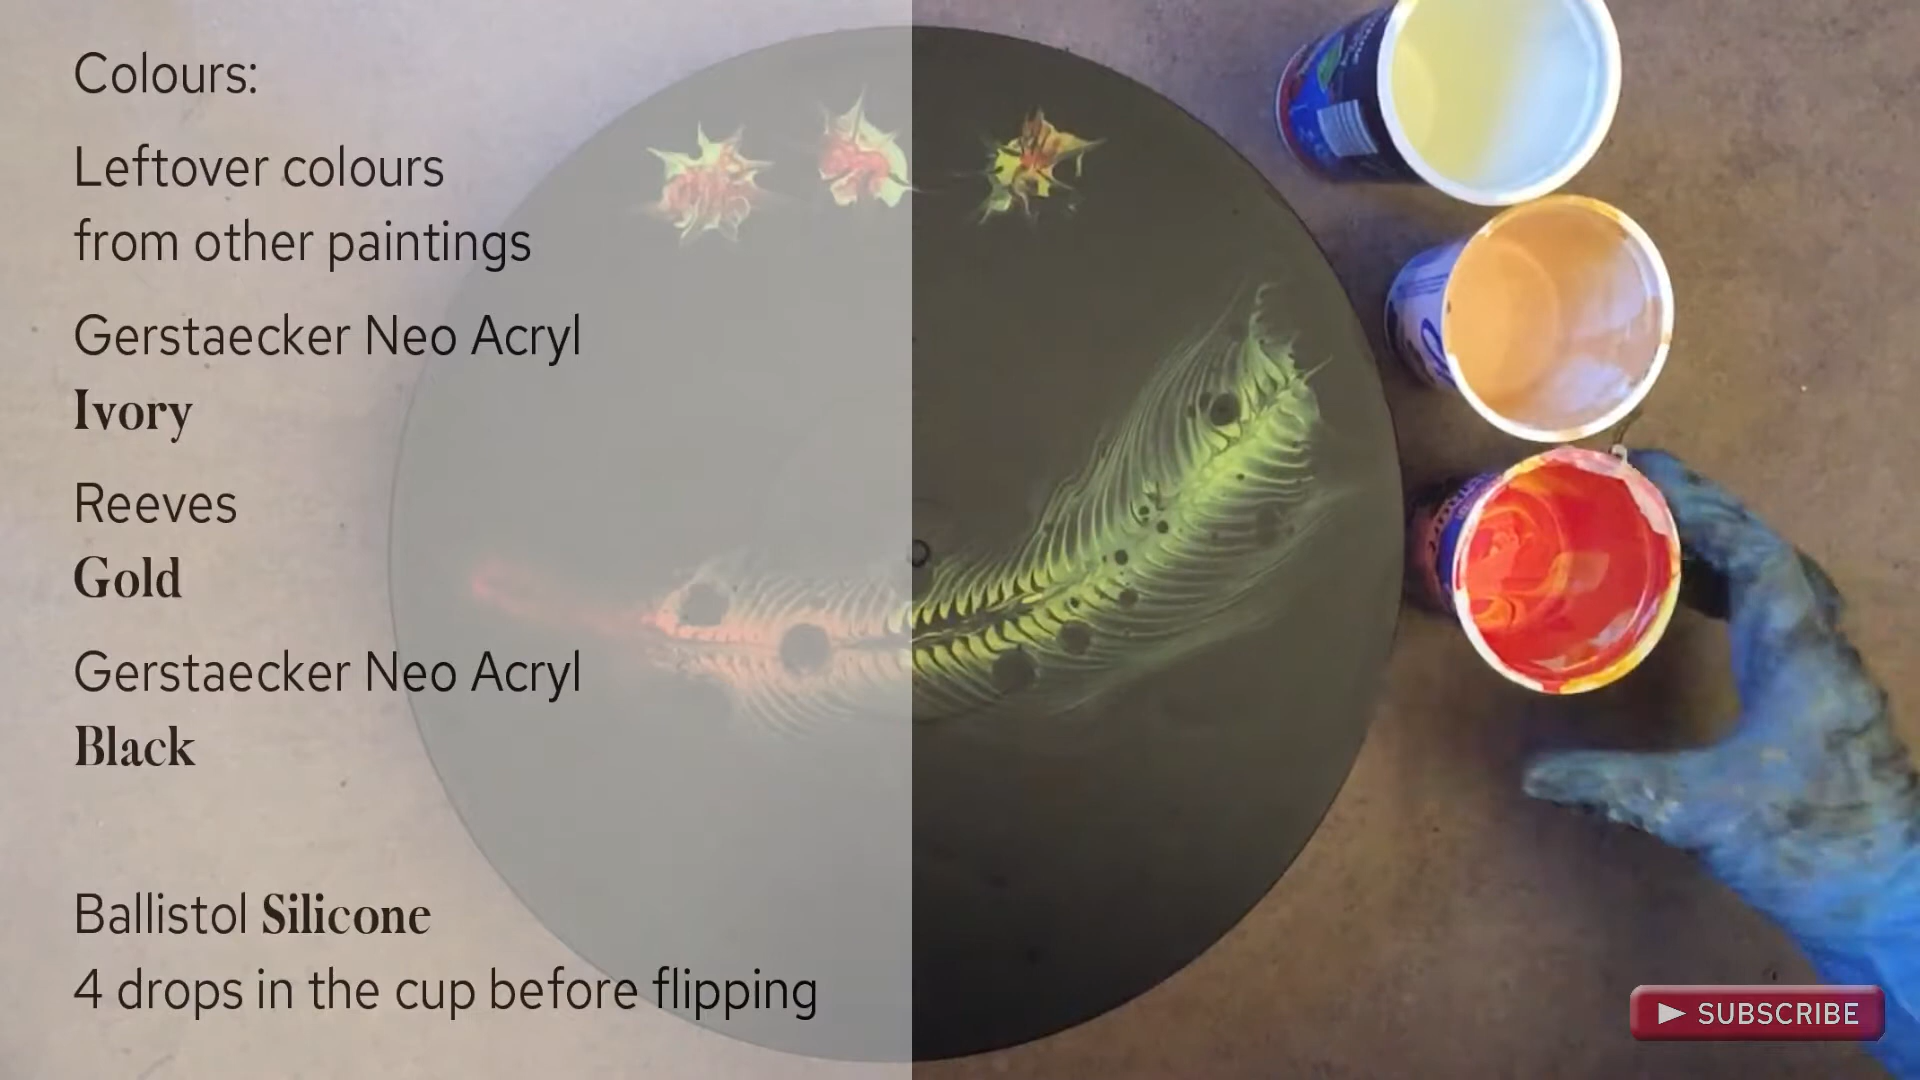 Colours:
Leftover colours
from other paintings
Gerstaecker Neo Acryl
Ivory
Reeves
Gold
Gerstaecker Neo Acryl
Black
Ballistol Silicone
4 drops in the cup before flipping
SUBSCRIBE